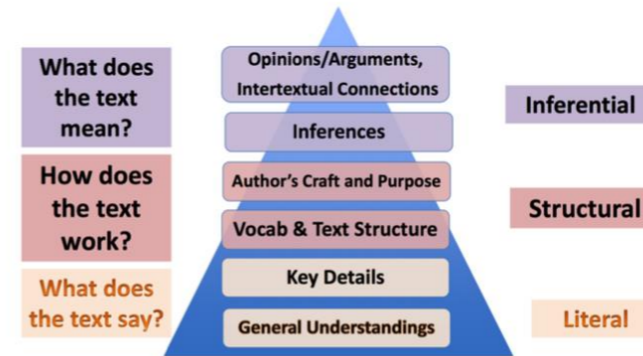 What does
the text
mean?
How does
the text
work?
What does
the text say?
Opinions/Arguments,
Intertextual Connections
Inferences
Author's Craft and Purpose
Vocab & Text Structure
Key Details
General Understandings
Inferential
Structural
Literal